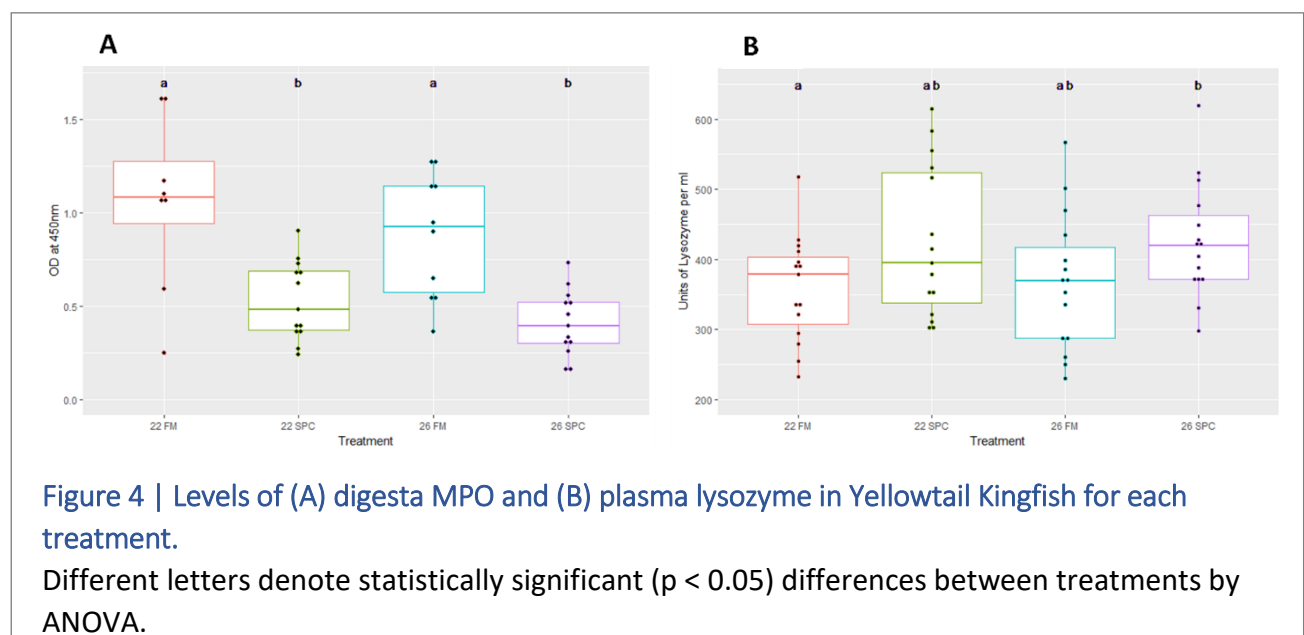 A
B
a b a b
a ab ab b
1.5
1.0
0.5
0.0
OD at 450nm
22 FM 22 SPC 26 FM 26 SPC
Treatment
600
500
400
300
200
Units of Lysozyme per ml
22 FM 22 SPC 26 FM 26 SPC
Treatment
Figure 4 | Levels of (A) digesta MPO and (B) plasma lysozyme in Yellowtail Kingfish for each
treatment.
Different letters denote statistically significant (p < 0.05) differences between treatments by
ANOVA.